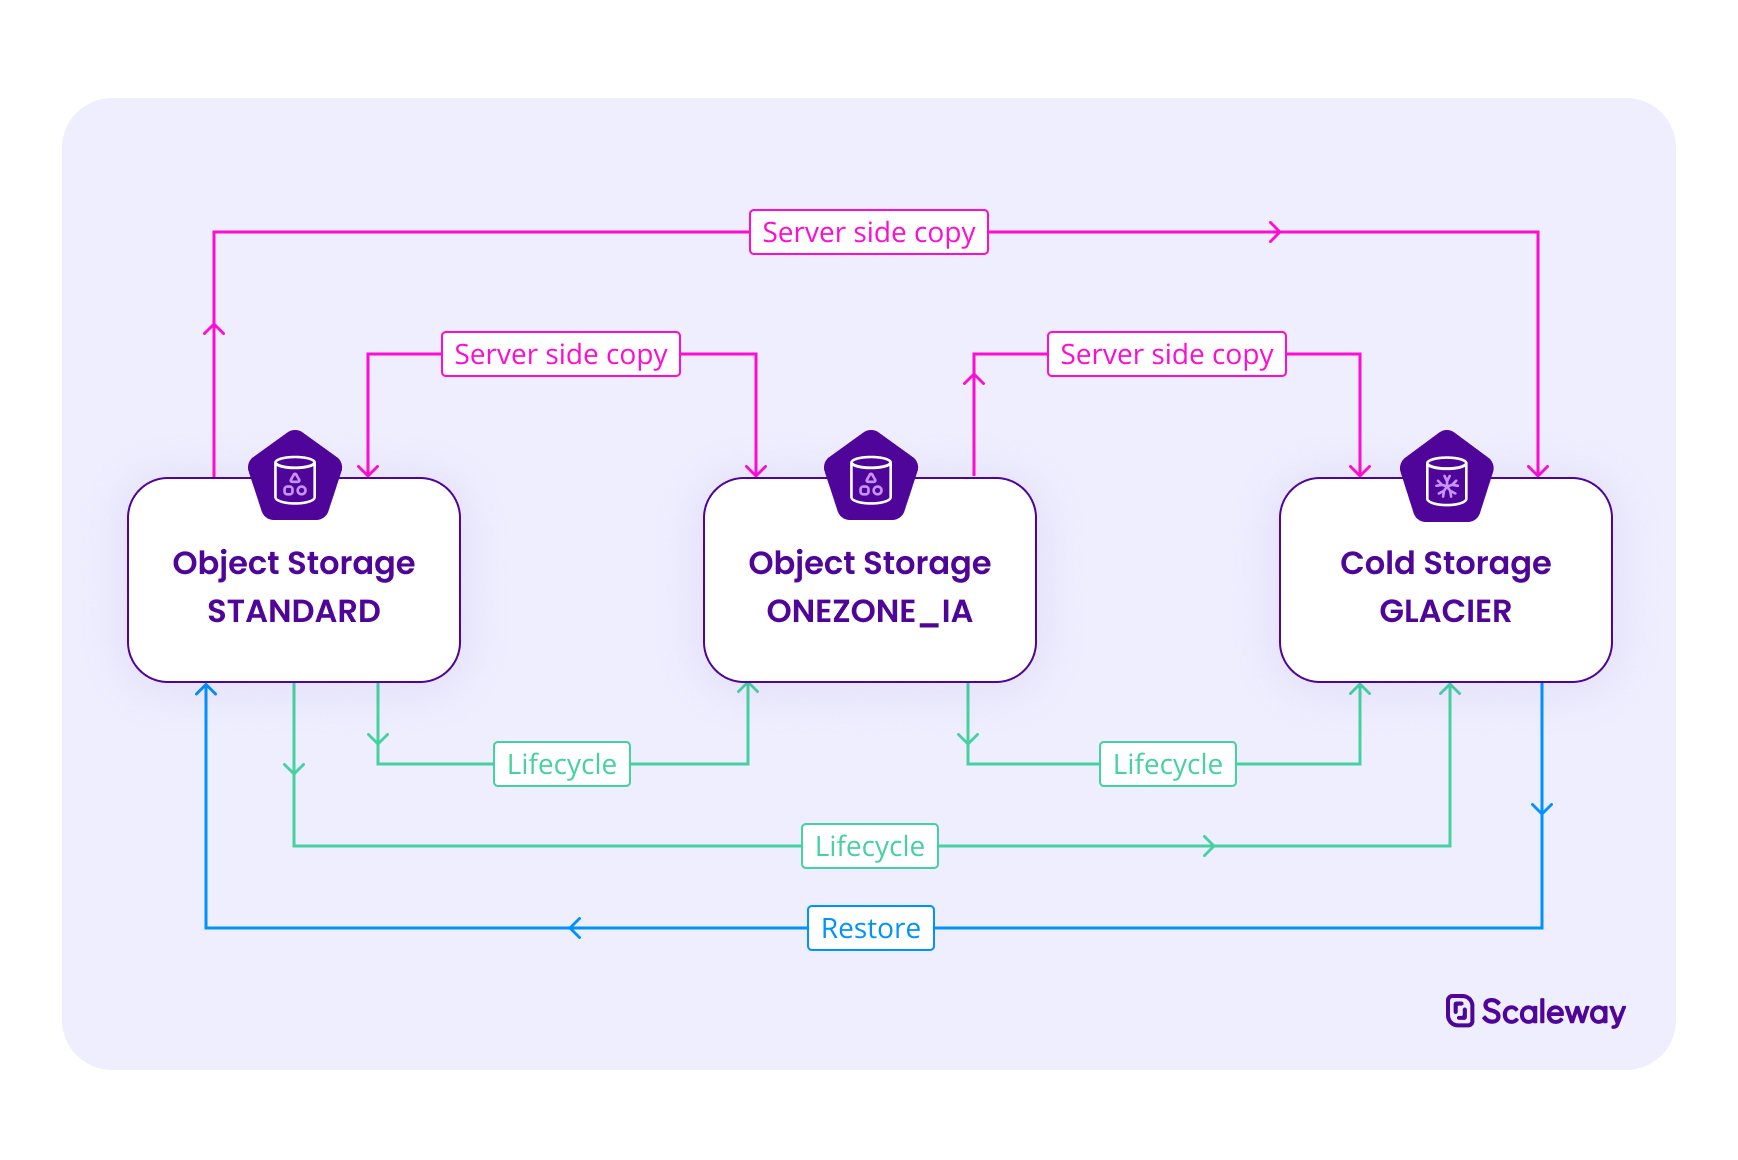 Server side copy
Server side copy
Server side copy
Object Storage
STANDARD
Object Storage
ONEZONE_IA
Cold Storage
GLACIER
Lifecycle
Lifecycle
Lifecycle
Restore
Scaleway